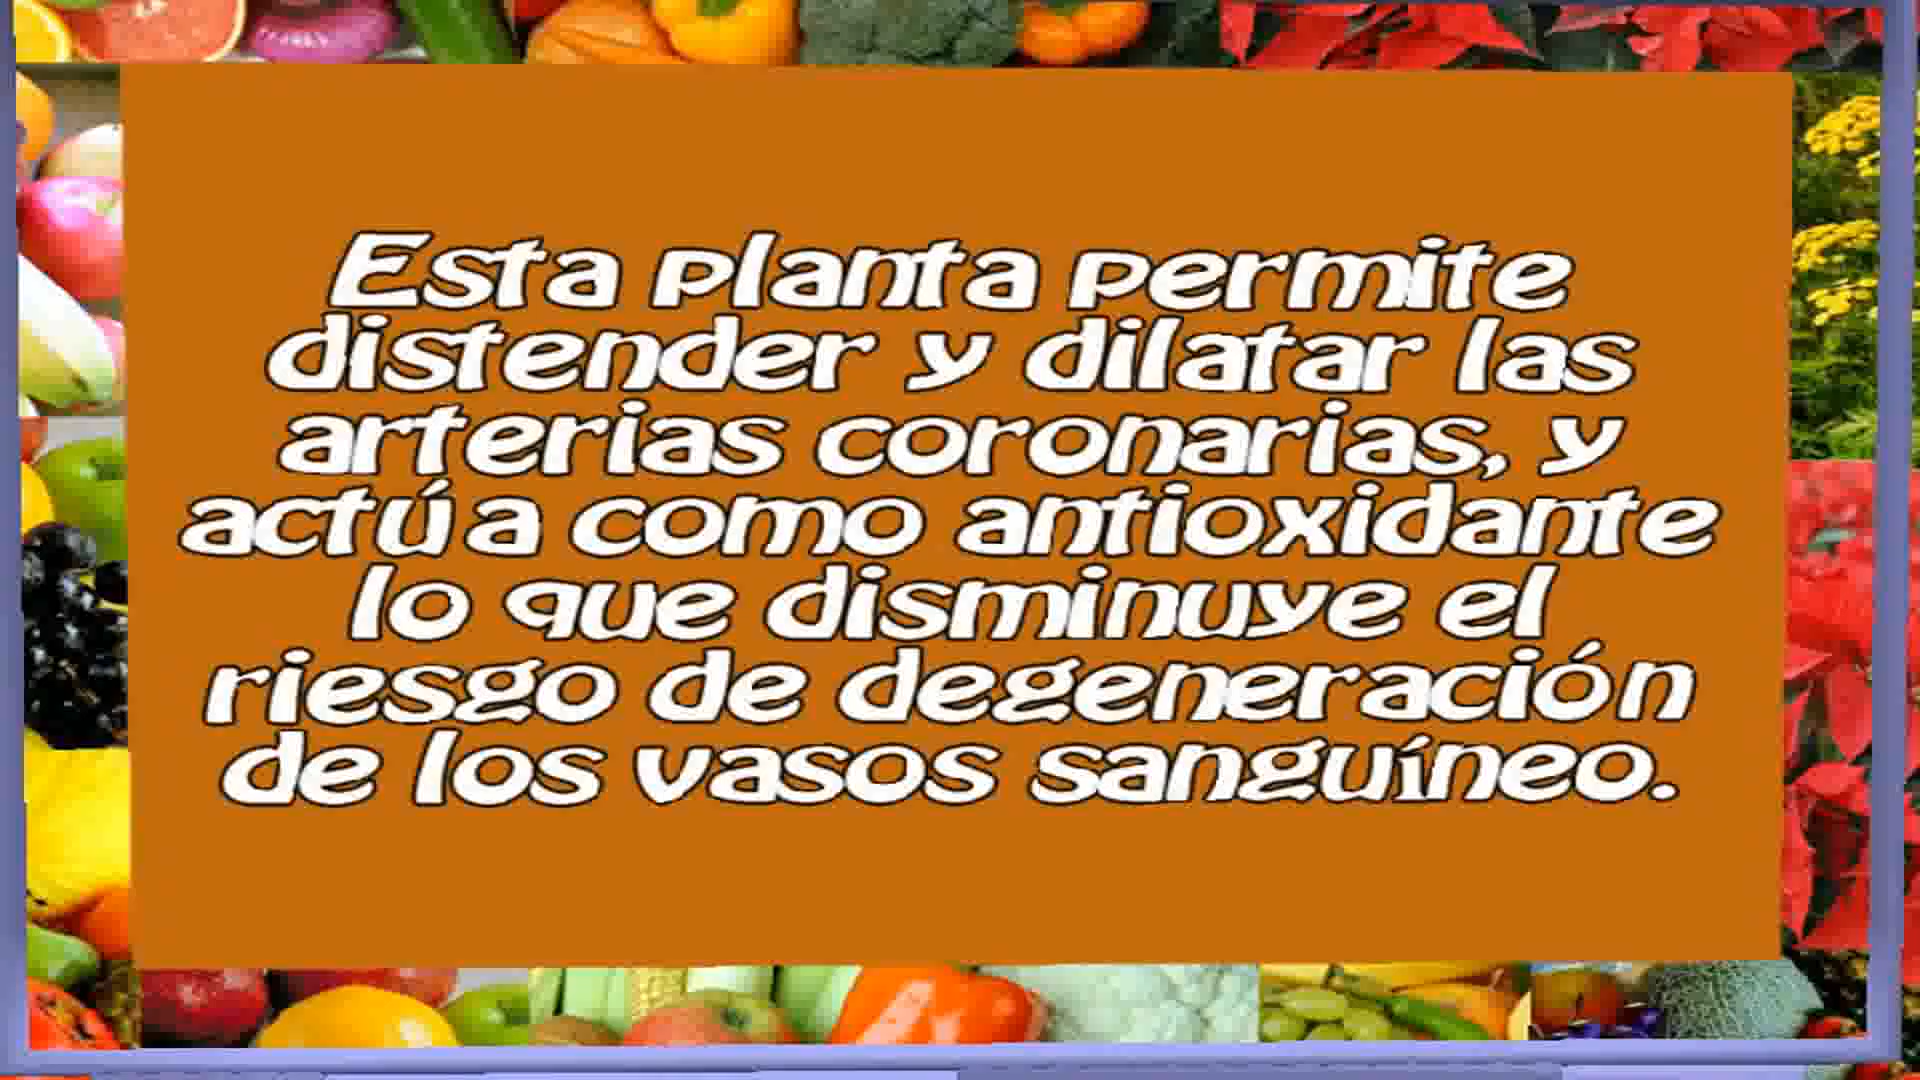 Esta planta permite
distender y dilatar las
arterias coronarias, y
actúa como antioxidante
lo que disminuye el
riesgo de degeneración
de los vasos sanguíneo.